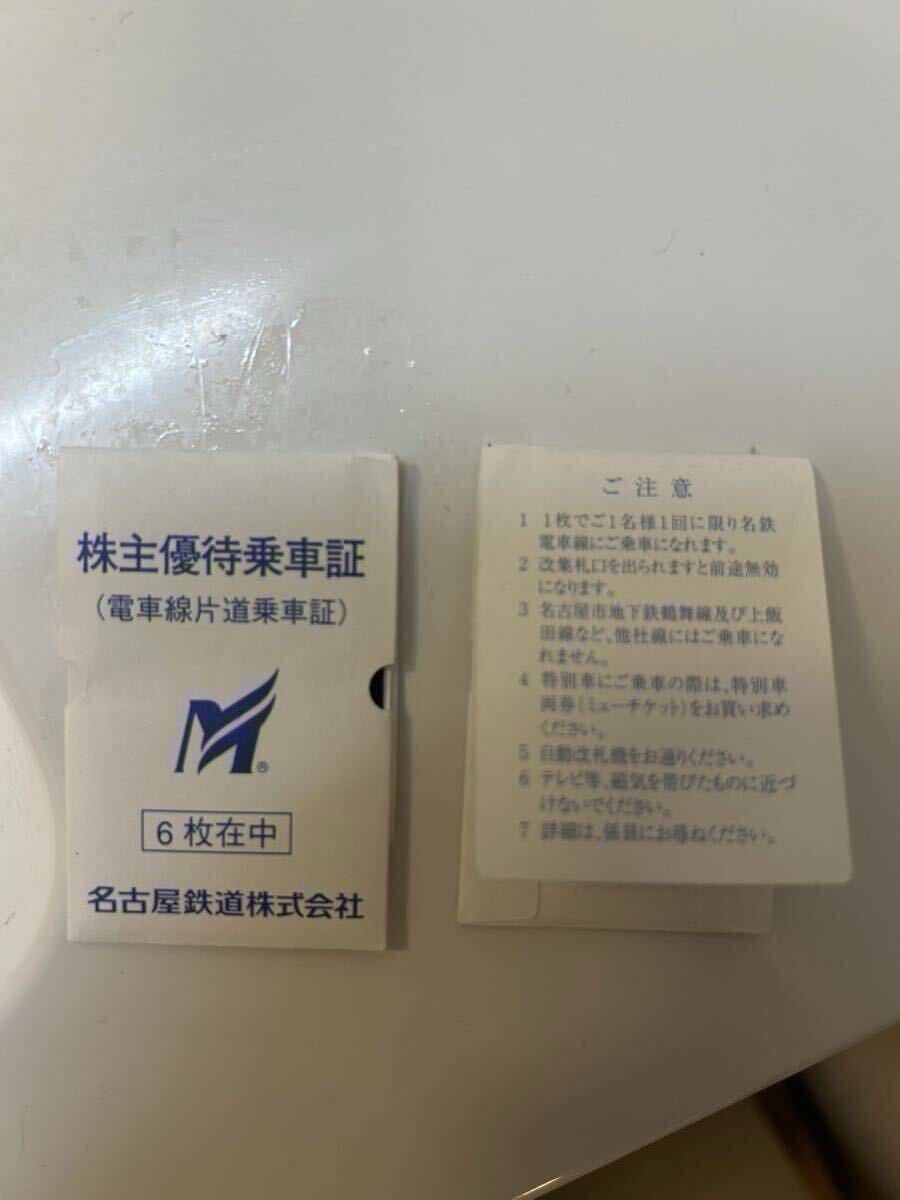 株主優待乗車証
(電車線片道乗車証)
M®
6枚在中
名古屋鉄道株式会社
ご注意
1 1枚でご1名様1回に限り名鉄
電車線にご乗車になれます。
2 改集札口を出られますと前途無効
になります。
3 名古屋市地下鉄鶴舞線及び上飯
田線など、他社線にはご乗車にな
れません。
4 特別車にご乗車の際は、特別車
両券(ミューチケット)をお買い求め
ください。
5 自動改札機をお通りください。
6 テレビ等、磁気を帯びたものに近づ
けないでください。
7 詳細は、係員にお尋ねください。